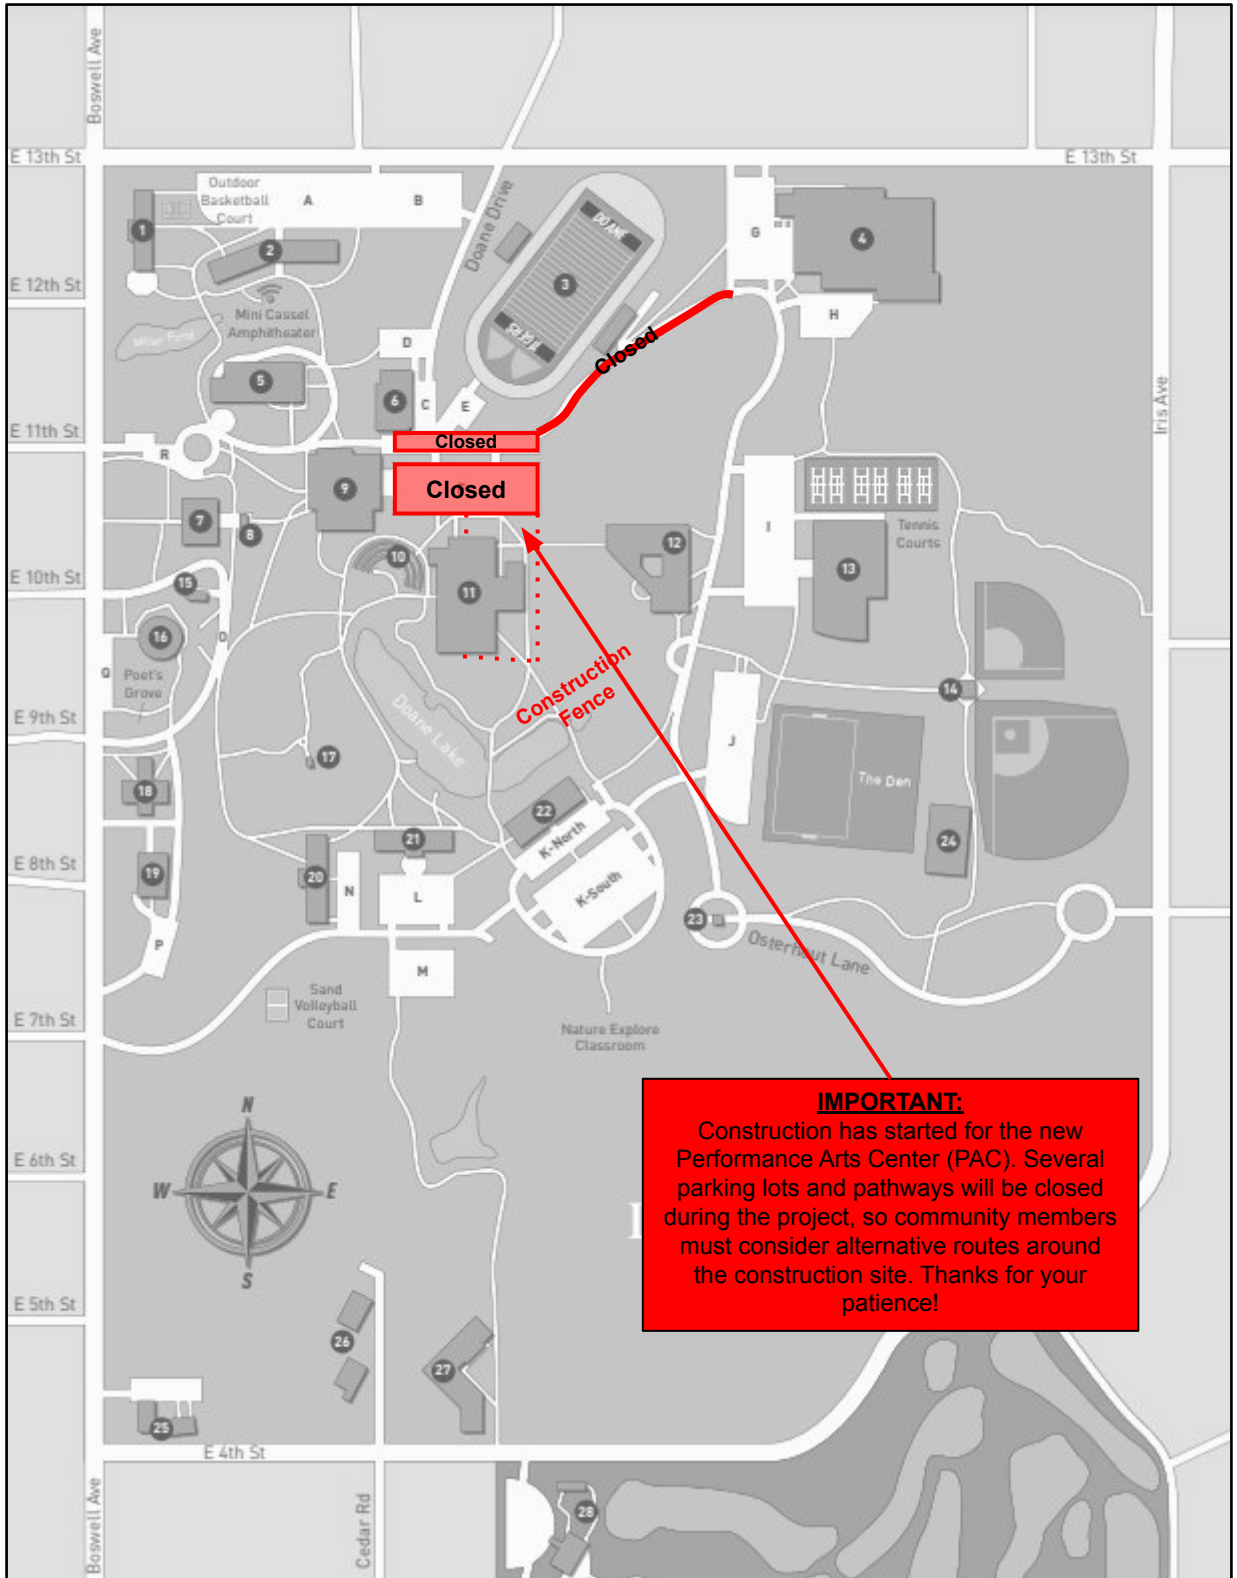 Boswell Ave
E 13th St
E 13th St
Outdoor
Basketball
Court
A
B
Doane Drive
DOANE
G
4
1
2
3
E 12th St
Mini Cassel
Amphitheater
Miller Pond
H
TIGERS
D
Closed
5
6
C
E
Iris Ave
E 11th St
Closed
R
9
Closed
I
7
8
Tennis
Courts
10
12
13
E 10th St
15
11
16
O
Q
Poet's
Grove
Construction
Fence
14
E 9th St
Doane Lake
J
17
The Den
18
22
K-North
21
24
E 8th St
19
20
N
L
K-South
23
P
Osterhout Lane
M
Sand
Volleyball
Court
E 7th St
Nature Explore
Classroom
N
W
E
S
E 6th St
IMPORTANT:
Construction has started for the new
Performance Arts Center (PAC). Several
parking lots and pathways will be closed
during the project, so community members
must consider alternative routes around
the construction site. Thanks for your
patience!
E 5th St
26
27
25
E 4th St
Boswell Ave
Cedar Rd
28